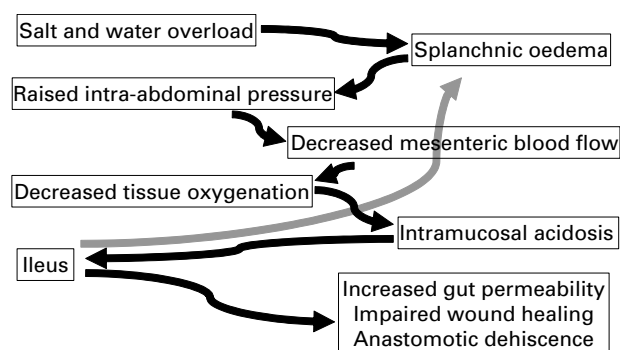 Salt and water overload
Splanchnic oedema
Raised intra-abdominal pressure
Decreased mesenteric blood flow
Decreased tissue oxygenation
Intramucosal acidosis
Ileus
Increased gut permeability
Impaired wound healing
Anastomotic dehiscence